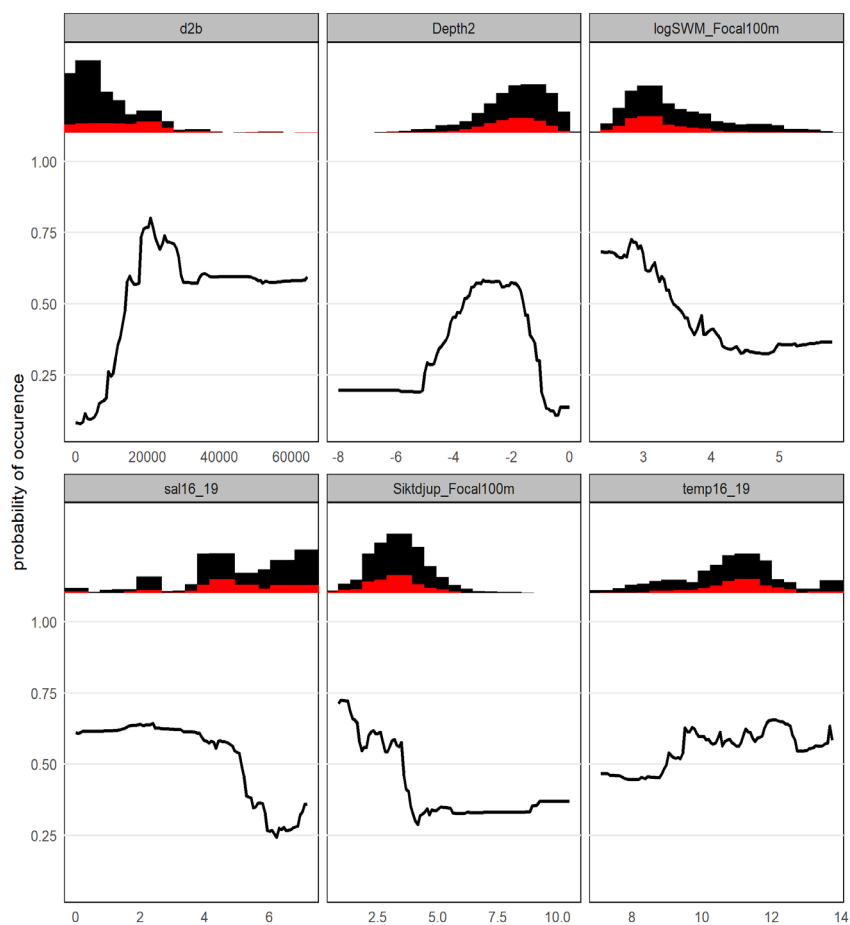 d2b Depth2 logSWM_Focal100m
1.00
0.75
0.50
0.25
0 20000 40000 60000 -8 -6 -4 -2 0 3 4 5
sal16_19 Siktdjup_Focal100m temp16_19
1.00
0.75
0.50
0.25
0 2 4 6 2.5 5.0 7.5 10.0 8 10 12 14
probability of occurence